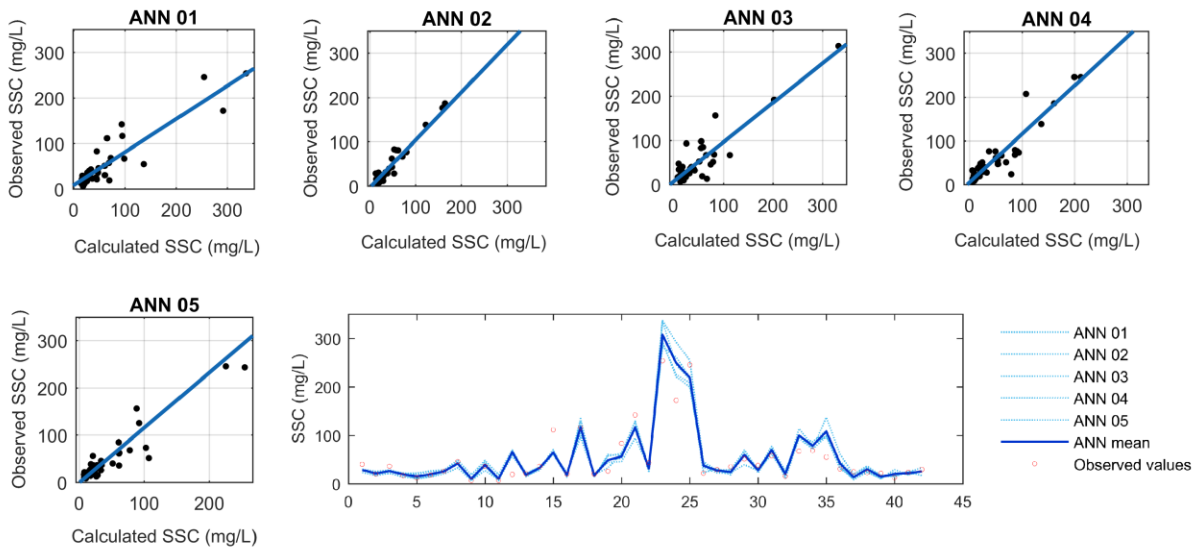 ANN 01
ANN 02
ANN 03
ANN 04
Observed SSC (mg/L)
300
200
100
0
0 100 200 300
Calculated SSC (mg/L)
Observed SSC (mg/L)
300
200
100
0
0 100 200 300
Calculated SSC (mg/L)
Observed SSC (mg/L)
300
200
100
0
0 100 200 300
Calculated SSC (mg/L)
Observed SSC (mg/L)
300
200
100
0
0 100 200 300
Calculated SSC (mg/L)
ANN 05
Observed SSC (mg/L)
300
200
100
0
0 100 200
Calculated SSC (mg/L)
SSC (mg/L)
300
200
100
0
0 5 10 15 20 25 30 35 40 45
ANN 01
ANN 02
ANN 03
ANN 04
ANN 05
ANN mean
Observed values